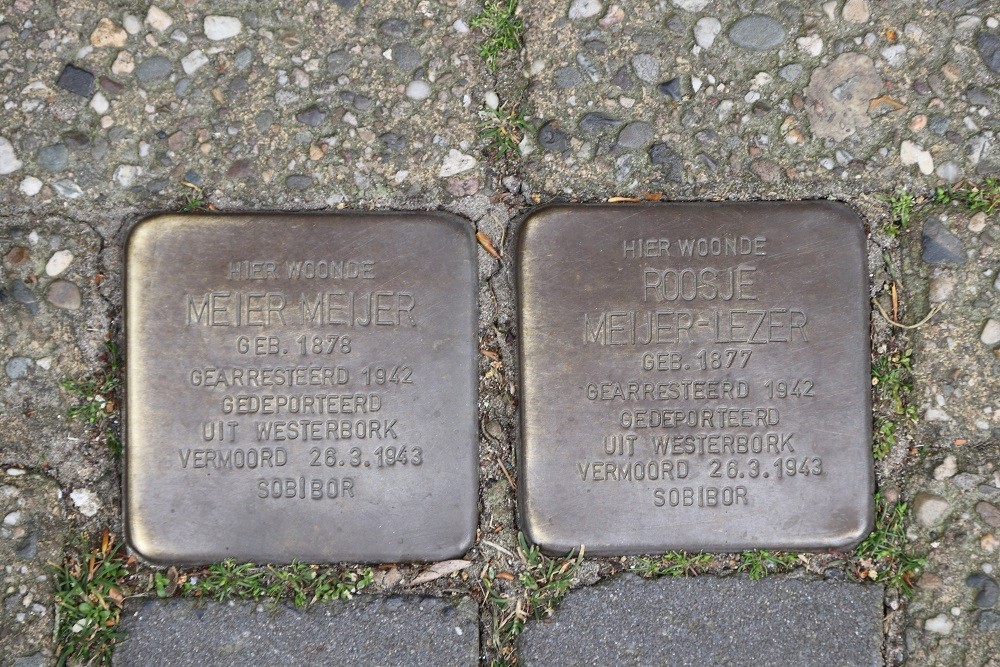 HIER WOONDE
MEIER MEIJER
GEB. 1878
GEARRESTEERD 1942
GEDEPORTEERD
UIT WESTERBORK
VERMOORD 26.3.1943
SOBIBOR
HIER WOONDE
ROOSJE
MEIJER-LEZER
GEB. 1877
GEARRESTEERD 1942
GEDEPORTEERD
UIT WESTERBORK
VERMOORD 26.3.1943
SOBIBOR